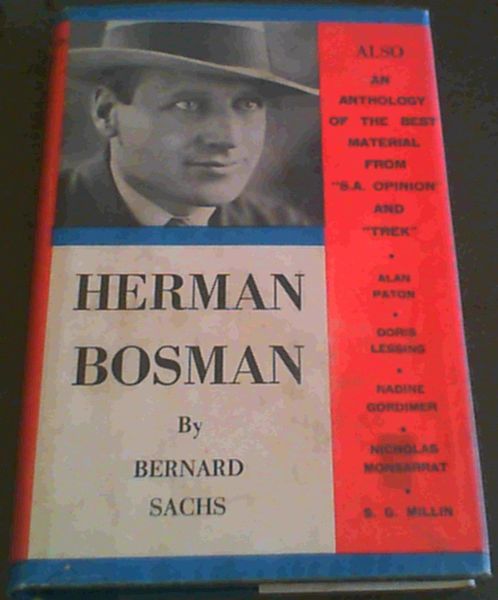 HERMAN
BOSMAN
By
BERNARD
SACHS
ALSO
AN
ANTHOLOGY
OF THE BEST
MATERIAL
FROM
"S.A. OPINION"
AND
"TREK"
•
ALAN
PATON
•
DORIS
LESSING
•
NADINE
GORDIMER
•
NICHOLAS
MONSARRAT
•
S. G. MILLIN